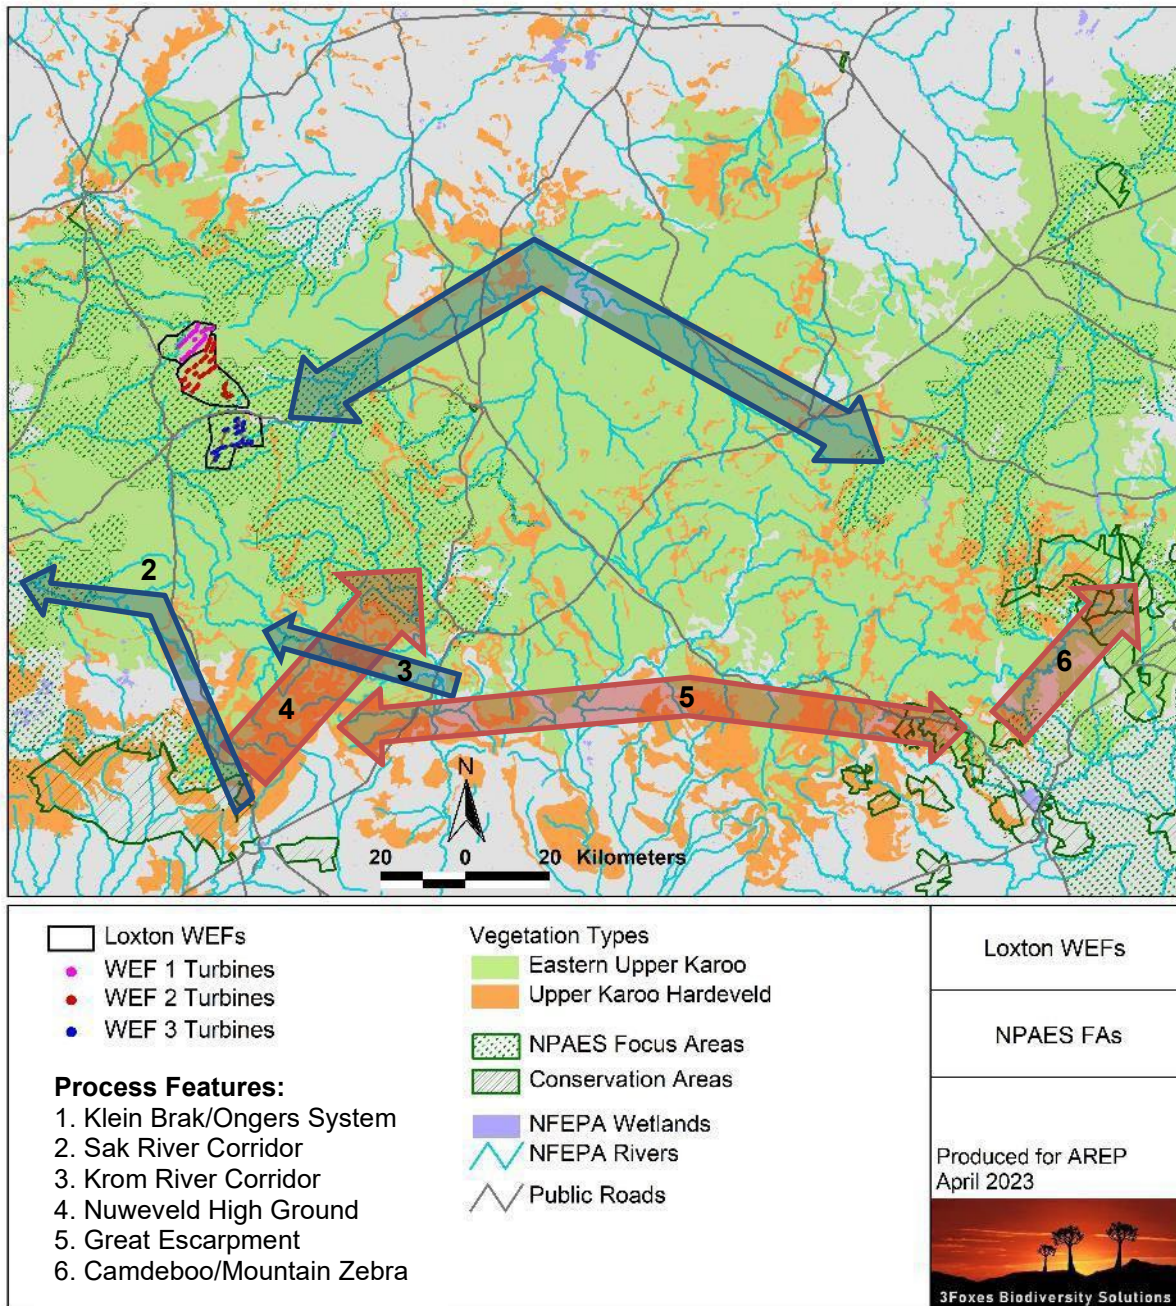 2
3
4
5
6
N
20 0 20 Kilometers
Loxton WEFs
WEF 1 Turbines
WEF 2 Turbines
WEF 3 Turbines
Process Features:
1. Klein Brak/Ongers System
2. Sak River Corridor
3. Krom River Corridor
4. Nuweveld High Ground
5. Great Escarpment
6. Camdeboo/Mountain Zebra
Vegetation Types
Eastern Upper Karoo
Upper Karoo Hardeveld
NPAES Focus Areas
Conservation Areas
NFEPA Wetlands
NFEPA Rivers
Public Roads
Loxton WEFs
NPAES FAs
Produced for AREP
April 2023
3Foxes Biodiversity Solutions